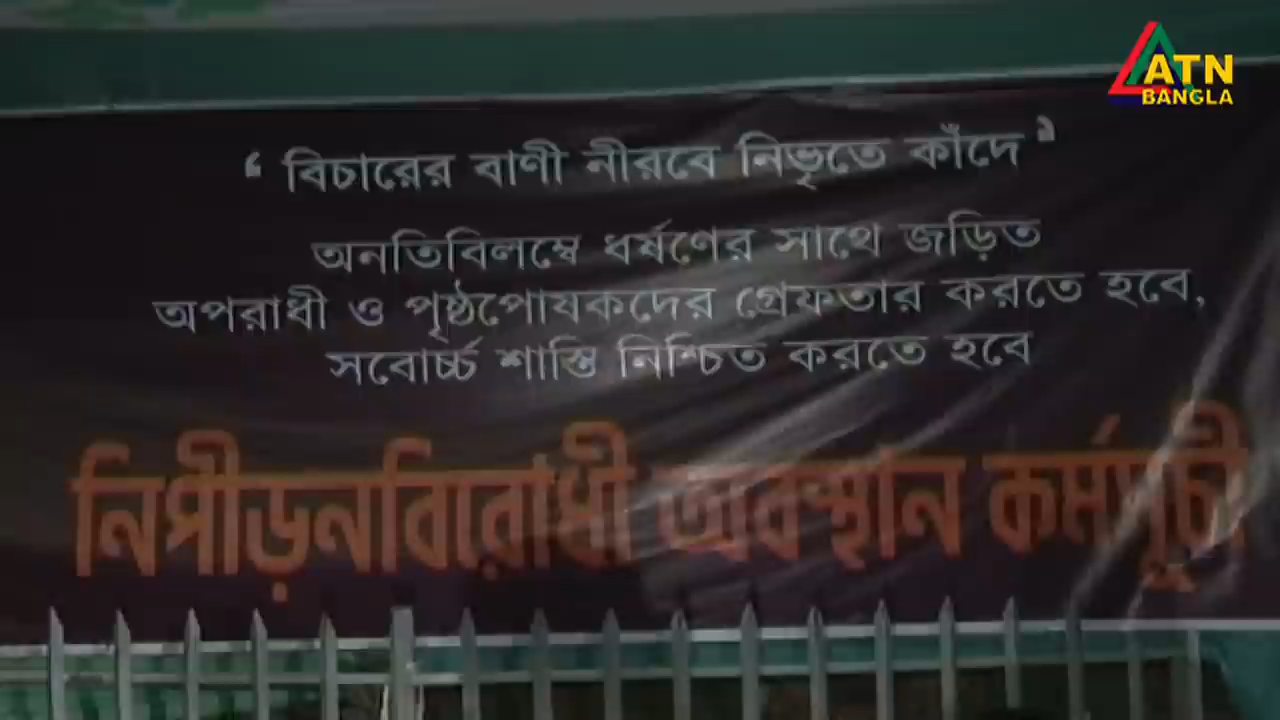 ATN
BANGLA
‘ বিচারের বাণী নীরবে নিভৃতে কাঁদে ’
অনতিবিলম্বে ধর্ষণের সাথে জড়িত
অপরাধী ও পৃষ্ঠপোষকদের গ্রেফতার করতে হবে,
সবোর্চ্চ শাস্তি নিশ্চিত করতে হবে
নিপীড়নবিরোধী অবস্থান কর্মসূচী